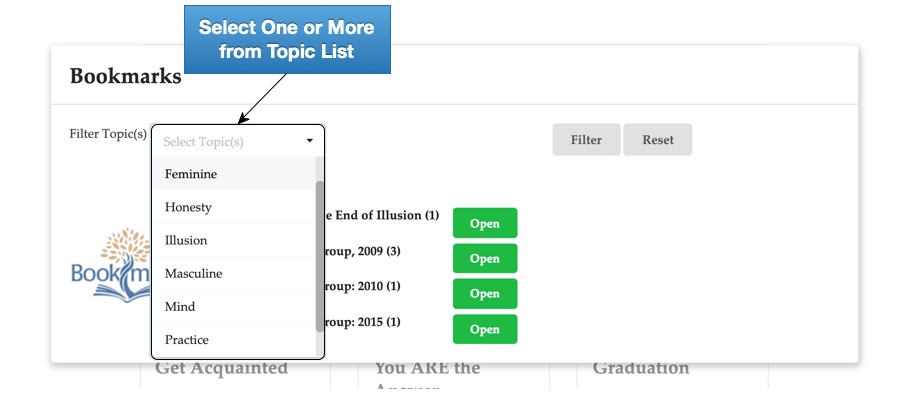 Select One or More
from Topic List
Bookmarks
Filter Topic(s)
Select Topic(s)
Filter
Reset
Feminine
Honesty
Illusion
Masculine
Mind
Practice
e End of Illusion (1)
Open
roup, 2009 (3)
Open
roup: 2010 (1)
Open
roup: 2015 (1)
Open
Bookm
Get Acquainted
You ARE the
Graduation